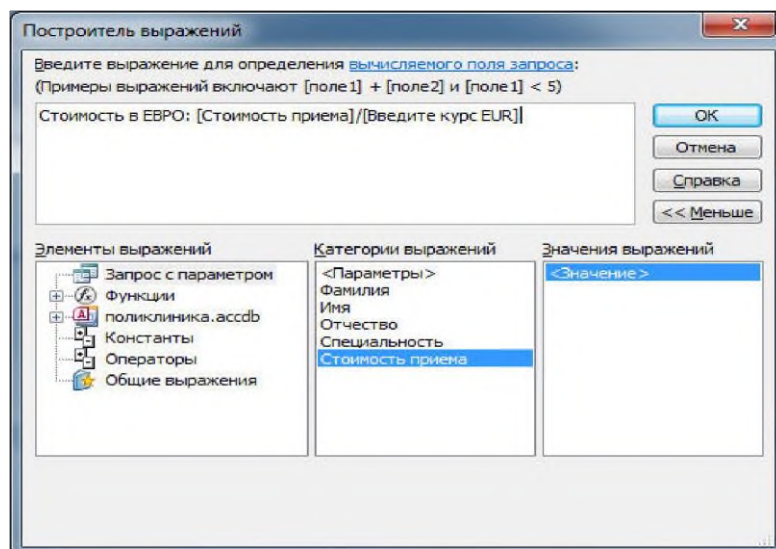 Построитель выражений
Введите выражение для определения вычисляемого поля запроса:
(Примеры выражений включают [поле1] + [поле2] и [поле1] < 5)
Стоимость в ЕВРО: [Стоимость приема]/[Введите курс EUR]
ОК
Отмена
Справка
<< Меньше
Элементы выражений
Запрос с параметром
Функции
поликлиника.accdb
Константы
Операторы
Общие выражения
Категории выражений
<Параметры>
Фамилия
Имя
Отчество
Специальность
Стоимость приема
Значения выражений
<Значение>